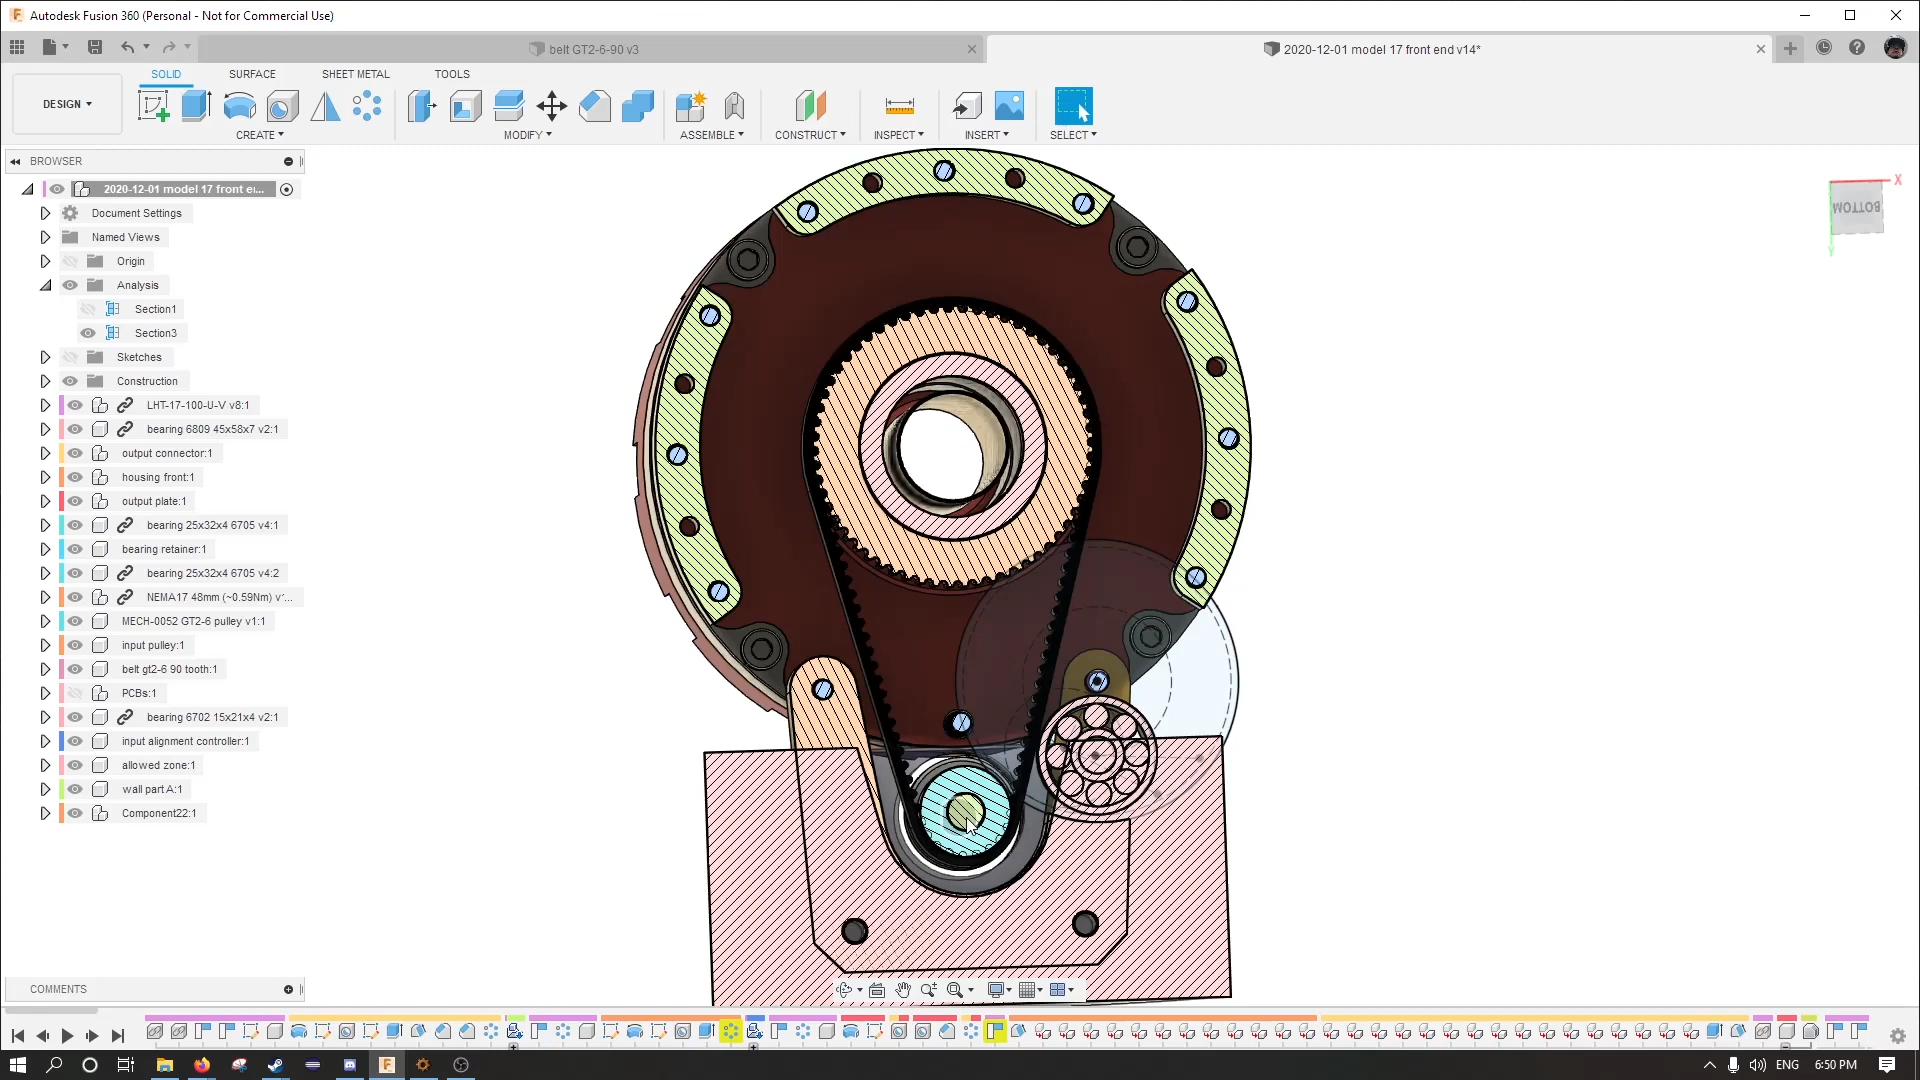 Autodesk Fusion 360 (Personal - Not for Commercial Use)
belt GT2-6-90 v3
2020-12-01 model 17 front end v14*
SOLID
SURFACE
SHEET METAL
TOOLS
DESIGN
CREATE
MODIFY
ASSEMBLE
CONSTRUCT
INSPECT
INSERT
SELECT
BROWSER
2020-12-01 model 17 front er...
Document Settings
Named Views
Origin
Analysis
Section1
Section3
Sketches
Construction
LHT-17-100-U-V v8:1
bearing 6809 45x58x7 v2:1
output connector:1
housing front:1
output plate:1
bearing 25x32x4 6705 v4:1
bearing retainer:1
bearing 25x32x4 6705 v4:2
NEMA17 48mm (~0.59Nm) v'...
MECH-0052 GT2-6 pulley v1:1
input pulley:1
belt gt2-6 90 tooth:1
PCBs:1
bearing 6702 15x21x4 v2:1
input alignment controller:1
allowed zone:1
wall part A:1
Component22:1
X
BOTTOM
Y
COMMENTS
ENG
6:50 PM